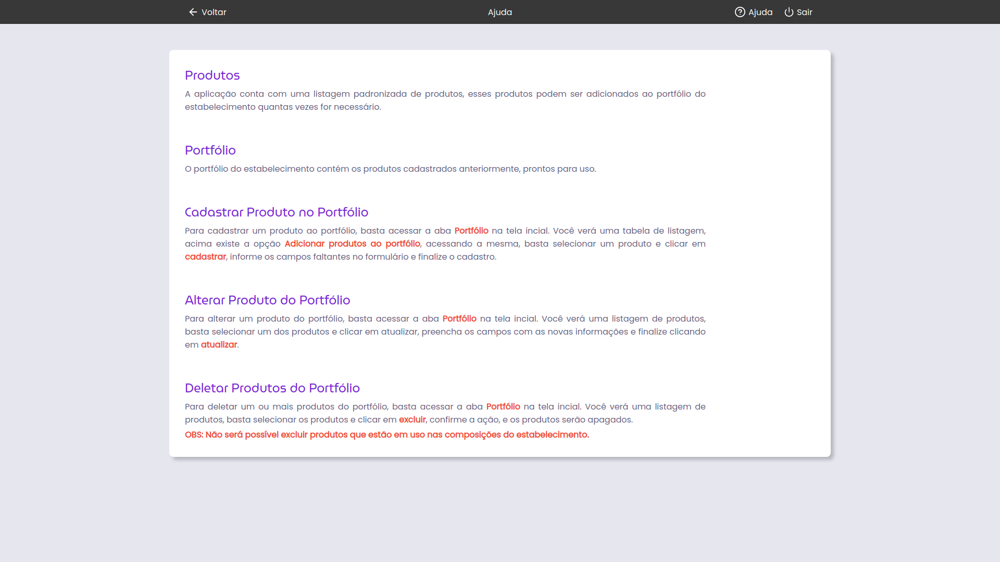 Voltar
Ajuda
Ajuda
Sair
Produtos
A aplicação conta com uma listagem padronizada de produtos, esses produtos podem ser adicionados ao portfólio do
estabelecimento quantas vezes for necessário.
Portfólio
O portfólio do estabelecimento contém os produtos cadastrados anteriormente, prontos para uso.
Cadastrar Produto no Portfólio
Para cadastrar um produto ao portfólio, basta acessar a aba Portfólio na tela incial. Você verá uma tabela de listagem,
acima existe a opção Adicionar produtos ao portfólio, acessando a mesma, basta selecionar um produto e clicar em
cadastrar, informe os campos faltantes no formulário e finalize o cadastro.
Alterar Produto do Portfólio
Para alterar um produto do portfólio, basta acessar a aba Portfólio na tela incial. Você verá uma listagem de produtos,
basta selecionar um dos produtos e clicar em atualizar, preencha os campos com as novas informações e finalize clicando
em atualizar.
Deletar Produtos do Portfólio
Para deletar um ou mais produtos do portfólio, basta acessar a aba Portfólio na tela incial. Você verá uma listagem de
produtos, basta selecionar os produtos e clicar em excluir, confirme a ação, e os produtos serão apagados.
OBS: Não será possível excluir produtos que estão em uso nas composições do estabelecimento.